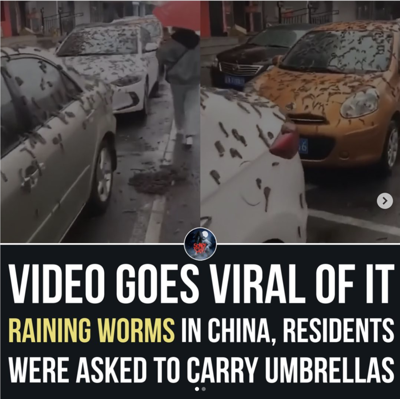 VIDEO GOES VIRAL OF IT
RAINING WORMS IN CHINA, RESIDENTS
WERE ASKED TO CARRY UMBRELLAS